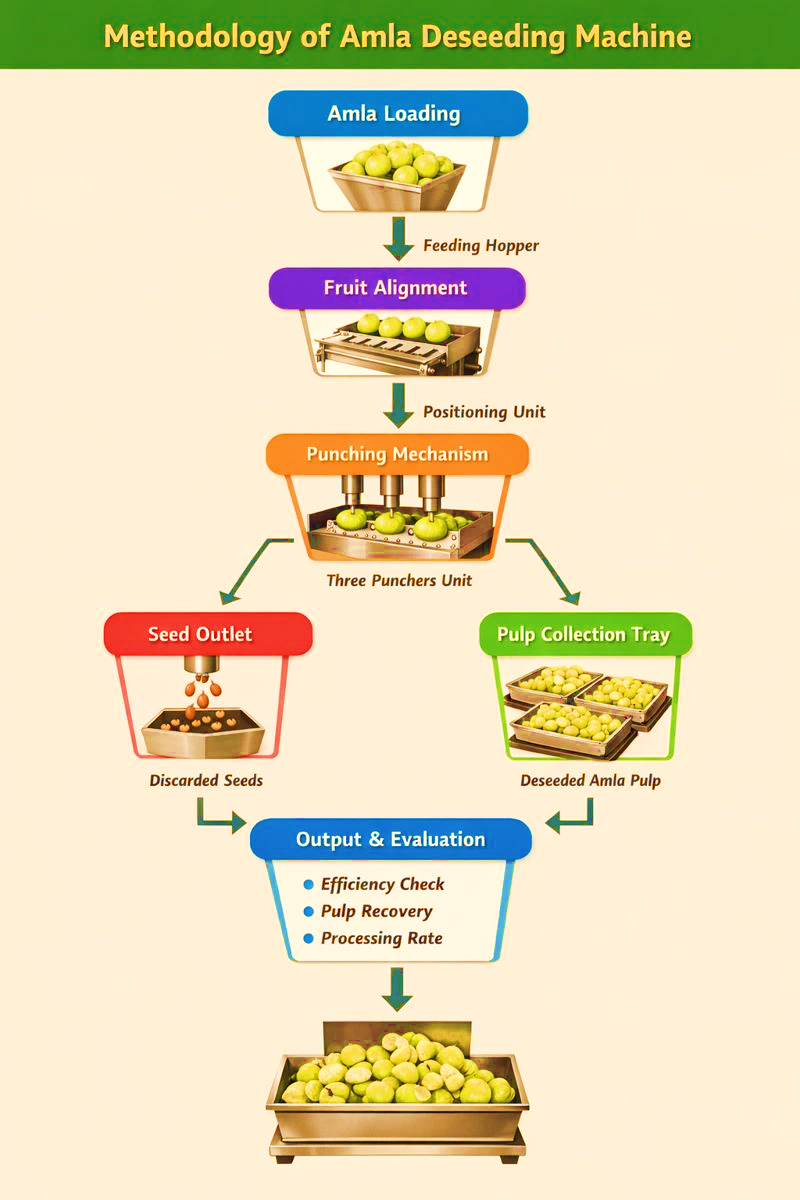 Methodology of Amla Deseeding Machine
Amla Loading
Feeding Hopper
Fruit Alignment
Positioning Unit
Punching Mechanism
Three Punchers Unit
Seed Outlet
Pulp Collection Tray
Discarded Seeds
Deseeded Amla Pulp
Output & Evaluation
Efficiency Check
Pulp Recovery
Processing Rate